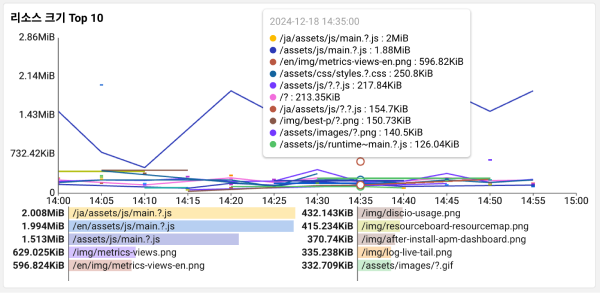 리소스 크기 Top 10
2.86MiB
2.14MiB
1.43MiB
732.42KiB
0
14:00 14:05 14:10 14:15 14:20 14:25 14:30 14:35 14:40 14:45 14:50 14:55 15:00
2024-12-18 14:35:00
/ja/assets/js/main.?.js : 2MiB
/assets/js/main.?.js : 1.88MiB
/en/img/metrics-views-en.png : 596.82KiB
/assets/css/styles.?.css : 250.8KiB
/assets/js/?.?.js : 217.84KiB
/? : 213.35KiB
/ja/assets/js/?.?.js : 154.7KiB
/img/best-p/?.png : 150.73KiB
/assets/images/?.png : 140.5KiB
/assets/js/runtime~main.?.js : 126.04KiB
2.008MiB /ja/assets/js/main.?.js
1.994MiB /en/assets/js/main.?.js
1.513MiB /assets/js/main.?.js
629.025KiB /img/metrics-views.png
596.824KiB /en/img/metrics-views-en.png
432.143KiB /img/discio-usage.png
415.234KiB /img/resourceboard-resourcemap.png
370.74KiB /img/after-install-apm-dashboard.png
335.238KiB /img/log-live-tail.png
332.709KiB /assets/images/?.gif